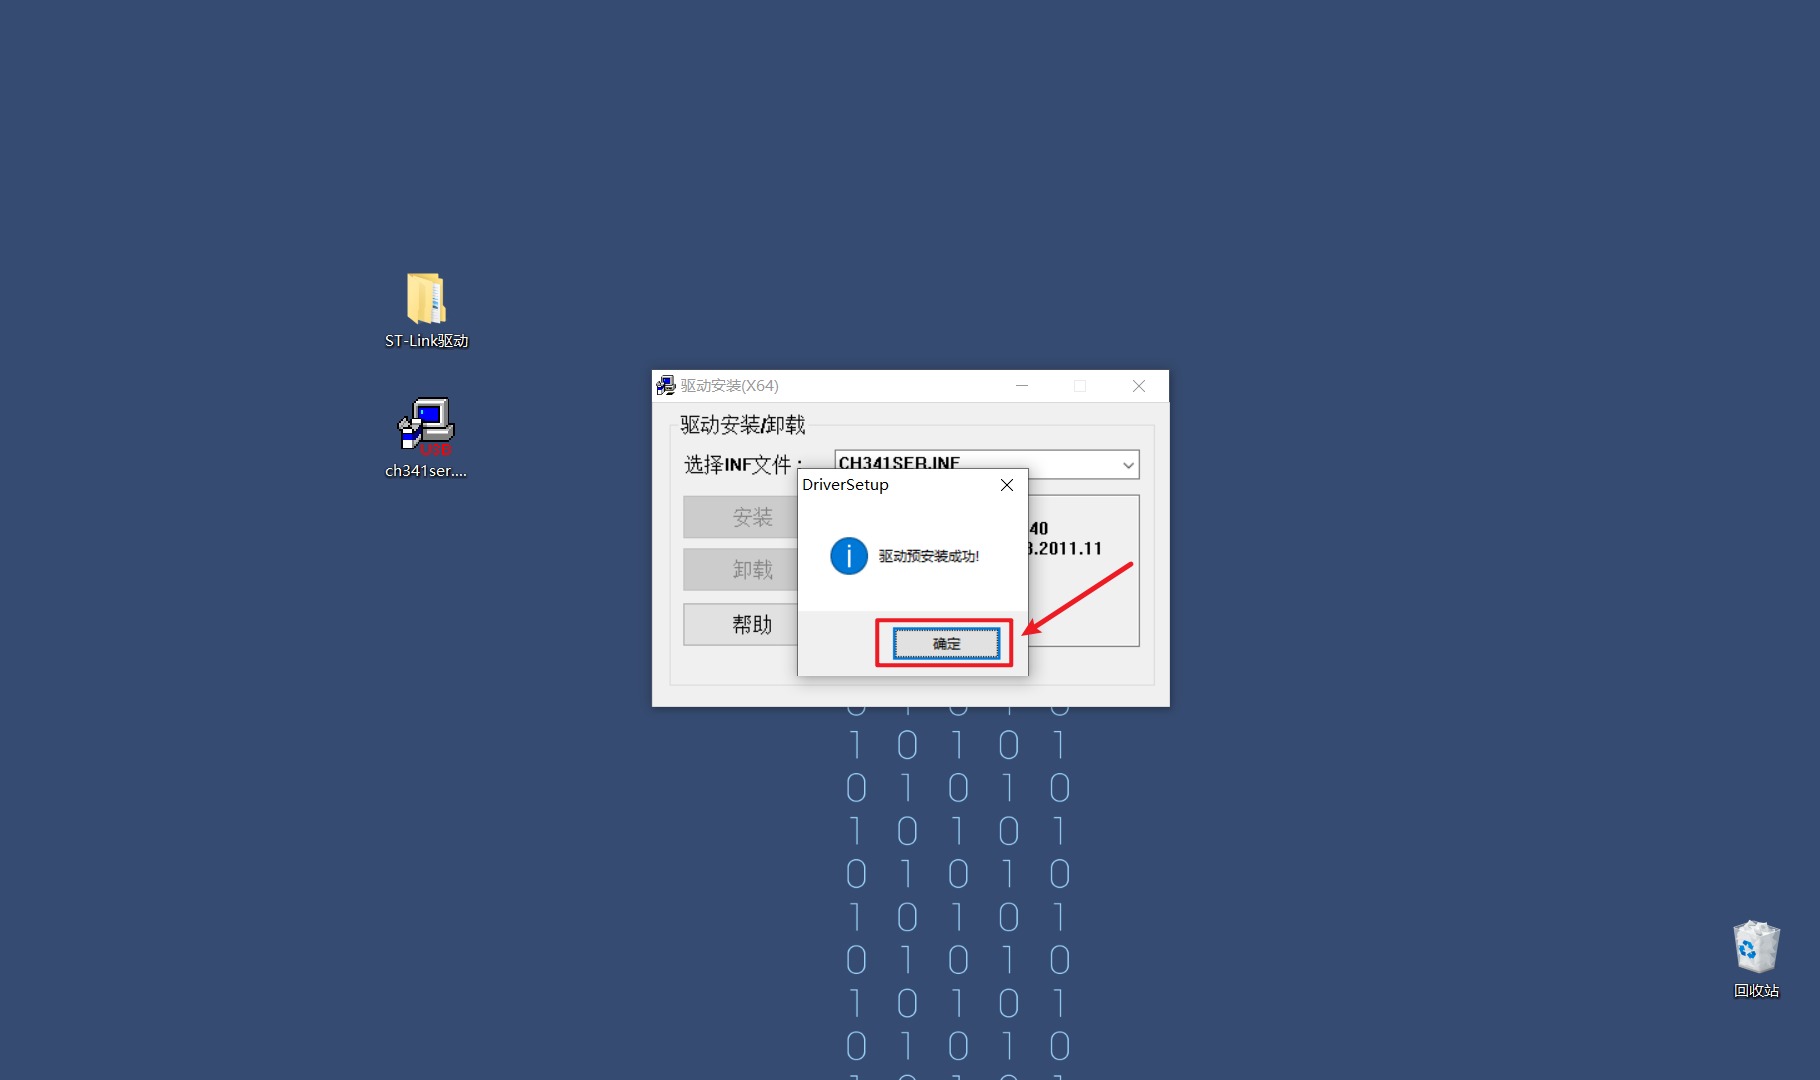 ST-Link驱动
USB
ch341ser....
驱动安装(X64)
驱动安装/卸载
选择INF文件：
CH341SER.INF
安装
卸载
帮助
40
3.2011.11
DriverSetup
驱动预安装成功!
确定
1 0 1 0 1
0 1 0 1 0
1 0 1 0 1
0 1 0 1 0
1 0 1 0 1
0 1 0 1 0
1 0 1 0 1
0 1 0 1 0
回收站